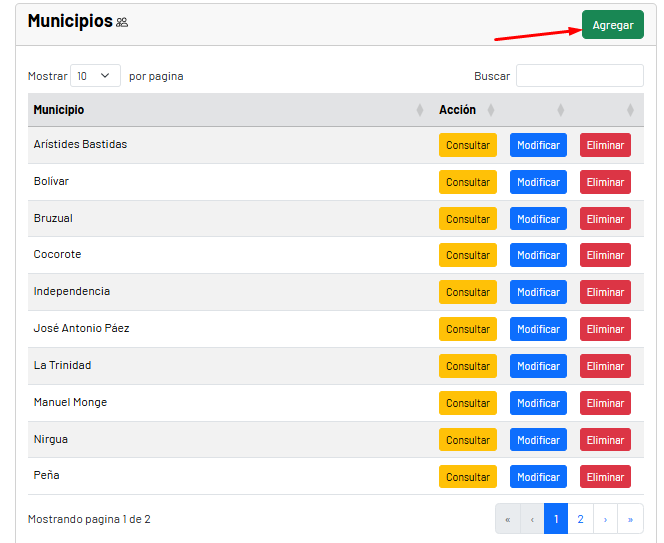 Municipios
Agregar
Mostrar 10 por pagina
Buscar
Municipio Acción
Arístides Bastidas Consultar Modificar Eliminar
Bolívar Consultar Modificar Eliminar
Bruzual Consultar Modificar Eliminar
Cocorote Consultar Modificar Eliminar
Independencia Consultar Modificar Eliminar
José Antonio Páez Consultar Modificar Eliminar
La Trinidad Consultar Modificar Eliminar
Manuel Monge Consultar Modificar Eliminar
Nirgua Consultar Modificar Eliminar
Peña Consultar Modificar Eliminar
Mostrando pagina 1 de 2 « ‹ 1 2 › »